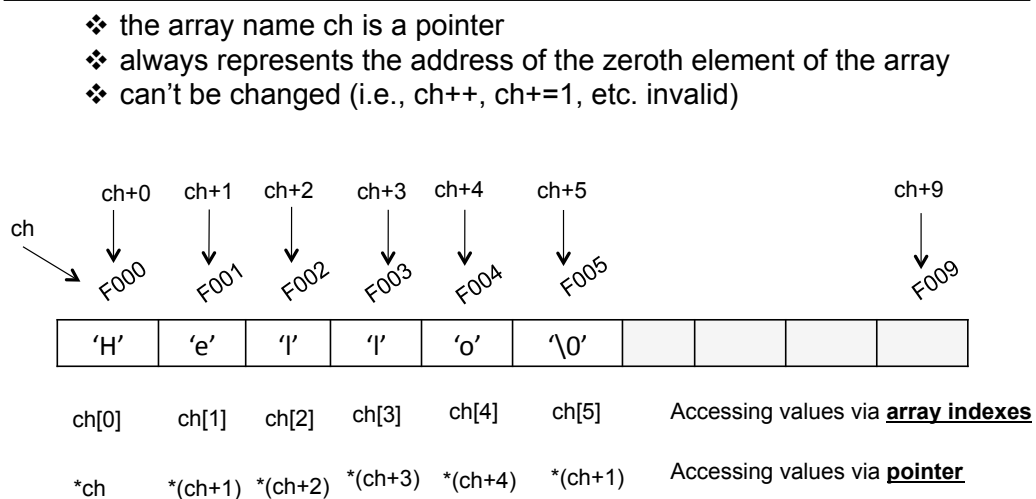 ❖ the array name ch is a pointer
❖ always represents the address of the zeroth element of the array
❖ can't be changed (i.e., ch++, ch+=1, etc. invalid)
ch+0 ch+1 ch+2 ch+3 ch+4 ch+5 ch+9
ch
F000 F001 F002 F003 F004 F005 F009
‘H’ ‘e’ ‘l’ ‘l’ ‘o’ ‘\0’
ch[0] ch[1] ch[2] ch[3] ch[4] ch[5] Accessing values via array indexes
*ch *(ch+1) *(ch+2) *(ch+3) *(ch+4) *(ch+1) Accessing values via pointer